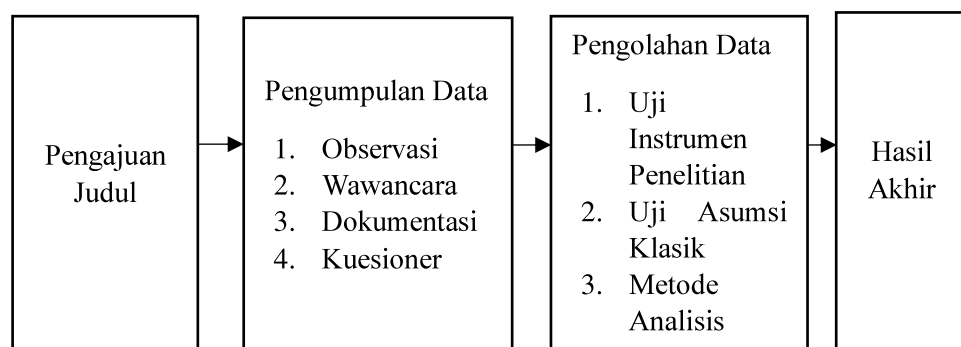 Pengajuan
Judul
Pengumpulan Data
1. Observasi
2. Wawancara
3. Dokumentasi
4. Kuesioner
Pengolahan Data
1. Uji
Instrumen
Penelitian
2. Uji Asumsi
Klasik
3. Metode
Analisis
Hasil
Akhir